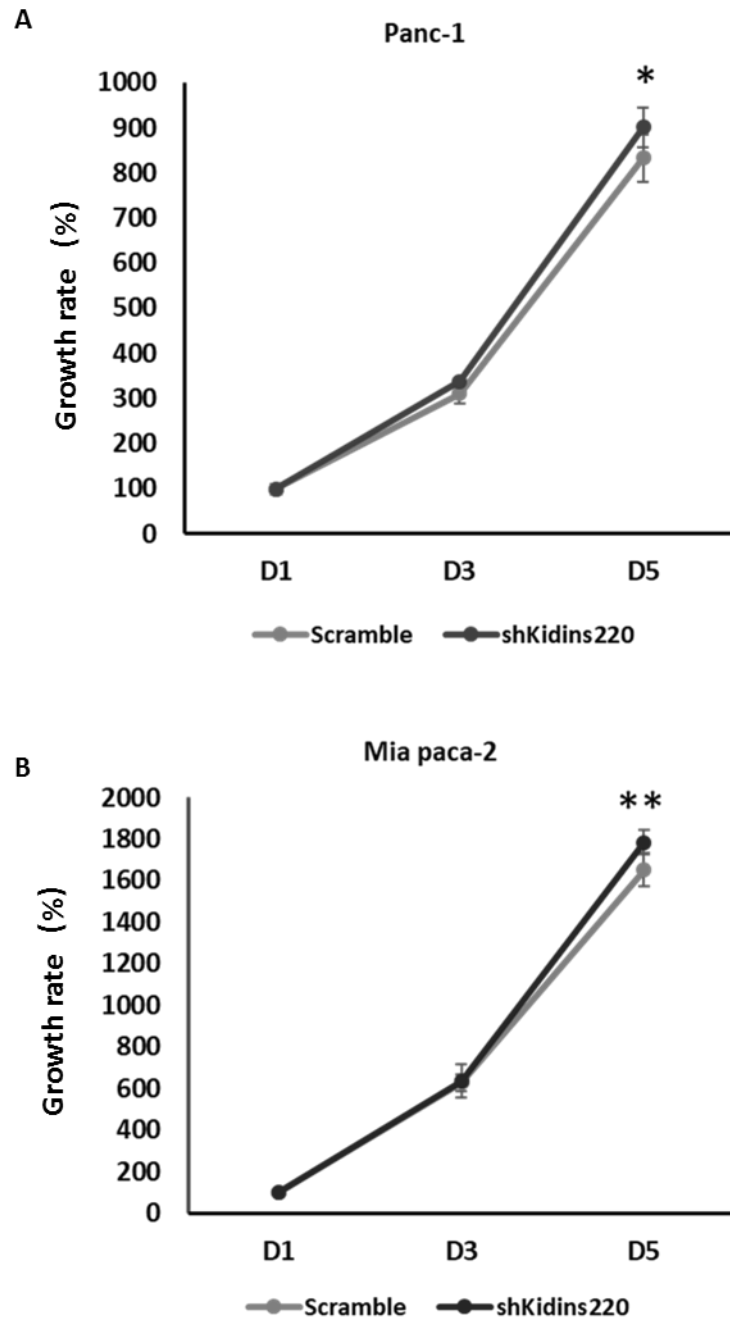 A
Panc-1
*
1000
900
800
700
600
500
400
300
200
100
0
Growth rate (%)
D1 D3 D5
Scramble shKidins220
B
Mia paca-2
**
2000
1800
1600
1400
1200
1000
800
600
400
200
0
Growth rate (%)
D1 D3 D5
Scramble shKidins220